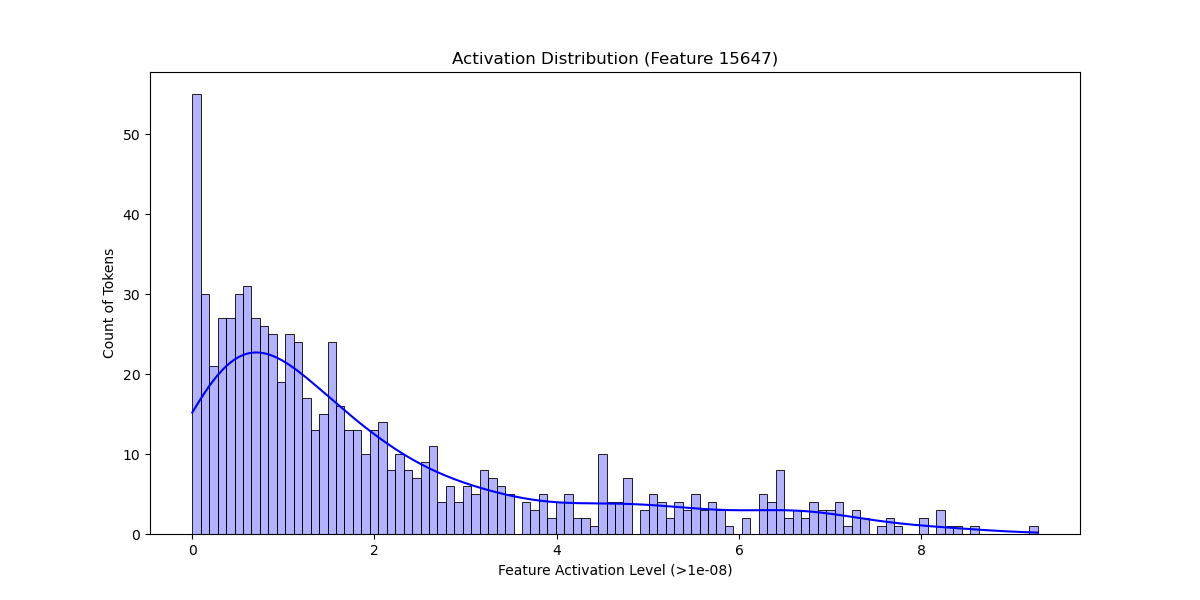 Activation Distribution (Feature 15647)
Count of Tokens
50
40
30
20
10
0
0 2 4 6 8
Feature Activation Level (>1e-08)